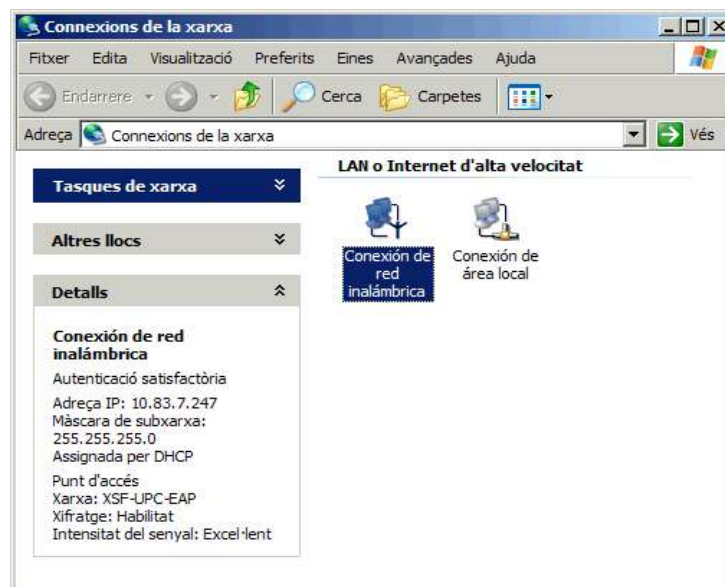 Connexions de la xarxa
Fitxer Edita Visualització Preferits Eines Avançades Ajuda
Endarrere Cerca Carpetes
Adreça Connexions de la xarxa Vés
Tasques de xarxa
Altres llocs
Detalls
Conexión de red
inalámbrica
Autenticació satisfactòria
Adreça IP: 10.83.7.247
Màscara de subxarxa:
255.255.255.0
Assignada per DHCP
Punt d'accés
Xarxa: XSF-UPC-EAP
Xifratge: Habilitat
Intensitat del senyal: Excel·lent
LAN o Internet d'alta velocitat
Conexión de
red
inalámbrica
Conexión de
área local